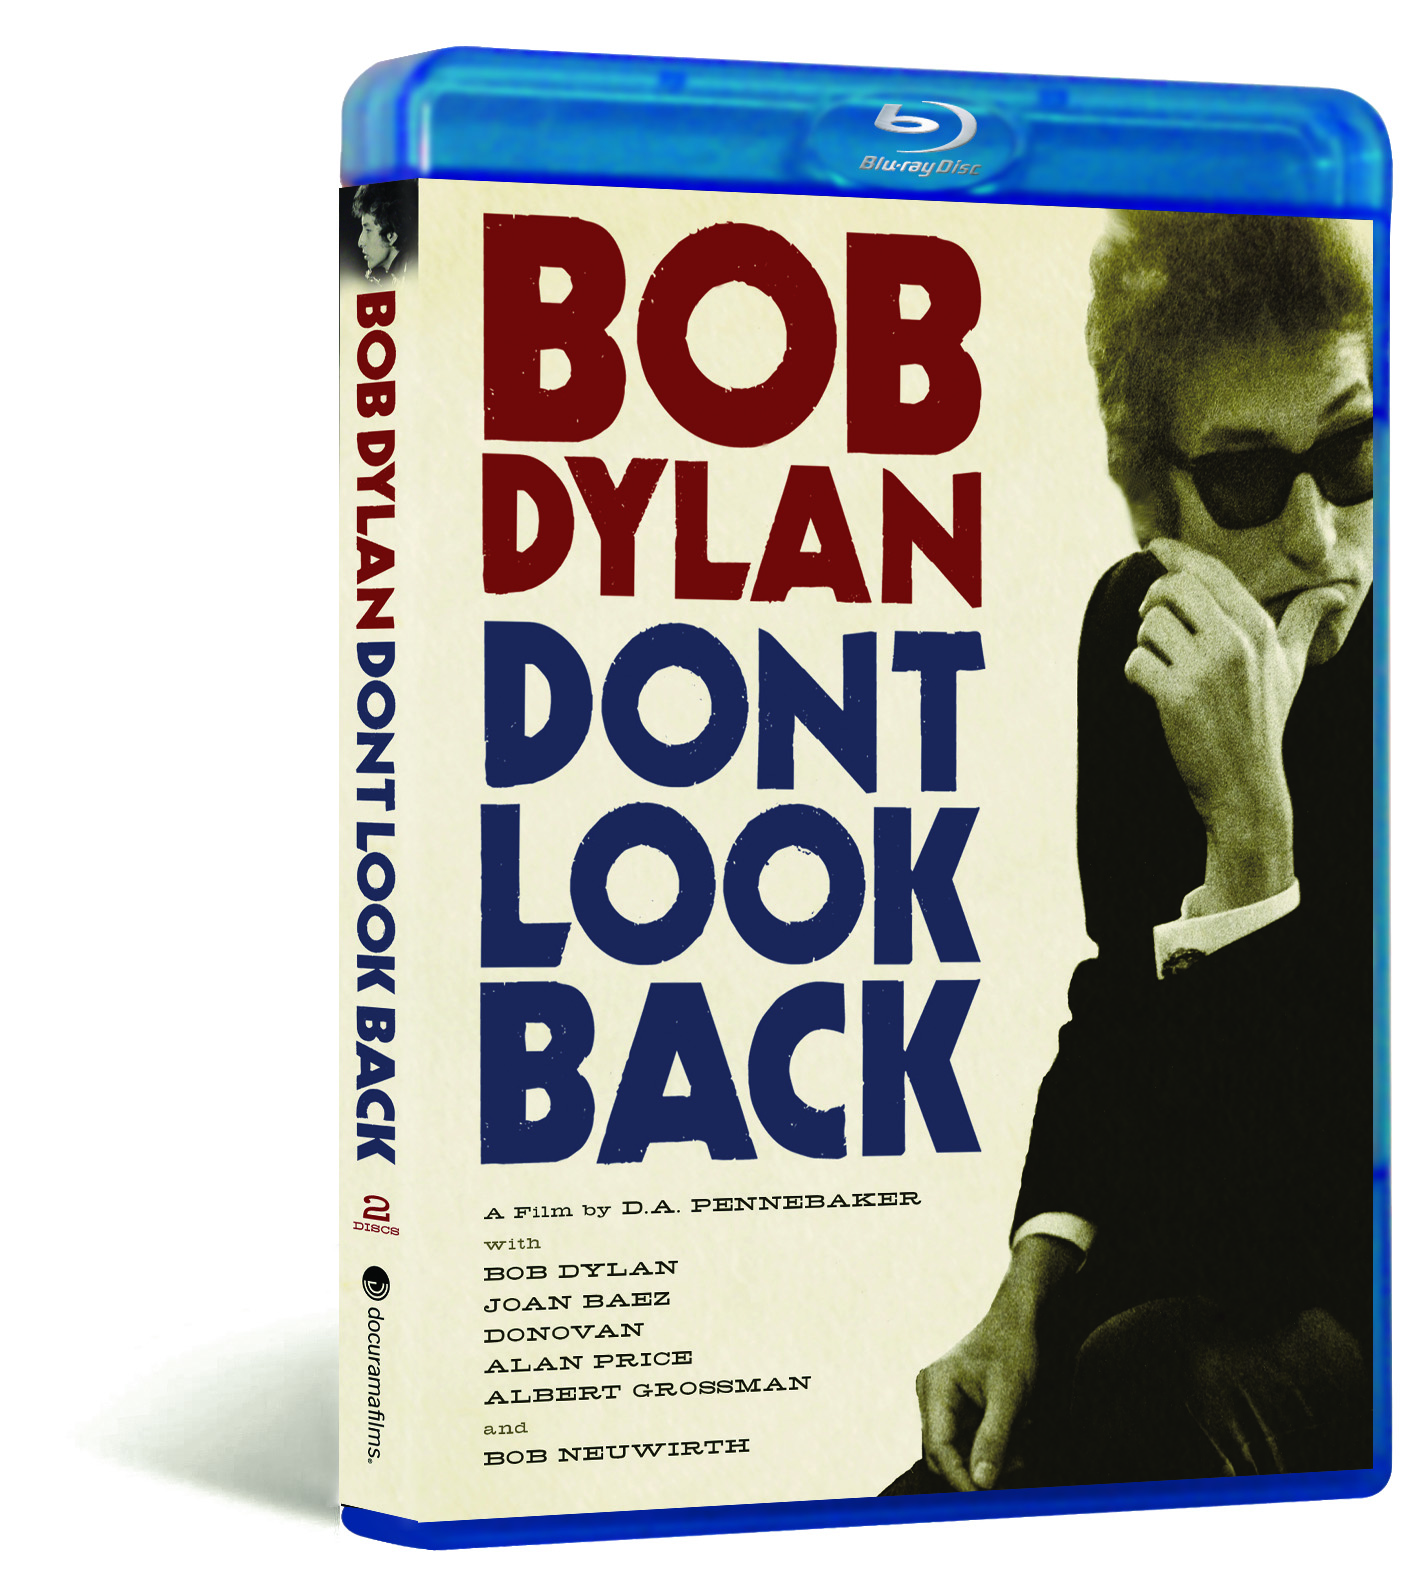 Blu-ray Disc
BOB
DYLAN
DONT
LOOK
BACK
A Film by D.A. PENNEBAKER
with
BOB DYLAN
JOAN BAEZ
DONOVAN
ALAN PRICE
ALBERT GROSSMAN
and
BOB NEUWIRTH
BOB DYLAN DONT LOOK BACK
2
DISCS
docuramafilms®